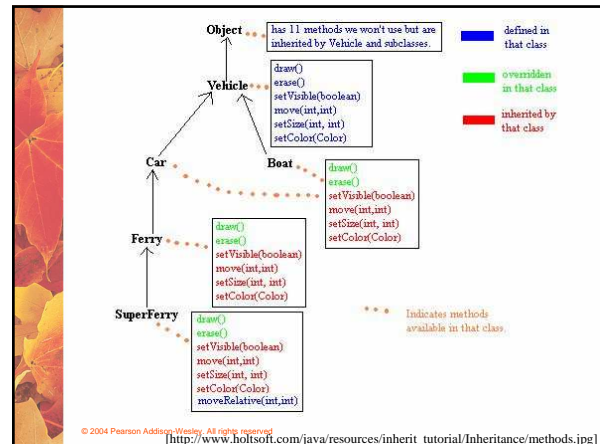 Object
has 11 methods we won't use but are
inherited by Vehicle and subclasses.
defined in
that class
overridden
in that class
inherited by
that class
Vehicle
draw()
erase()
setVisible(boolean)
move(int,int)
setSize(int, int)
setColor(Color)
Car
Boat
draw()
erase()
setVisible(boolean)
move(int,int)
setSize(int, int)
setColor(Color)
Ferry
draw()
erase()
setVisible(boolean)
move(int,int)
setSize(int, int)
setColor(Color)
SuperFerry
draw()
erase()
setVisible(boolean)
move(int,int)
setSize(int, int)
setColor(Color)
moveRelative(int,int)
Indicates methods
available in that class.
© 2004 Pearson Addison-Wesley. All rights reserved
[http://www.holtsoft.com/java/resources/inherit_tutorial/Inheritance/methods.jpg]